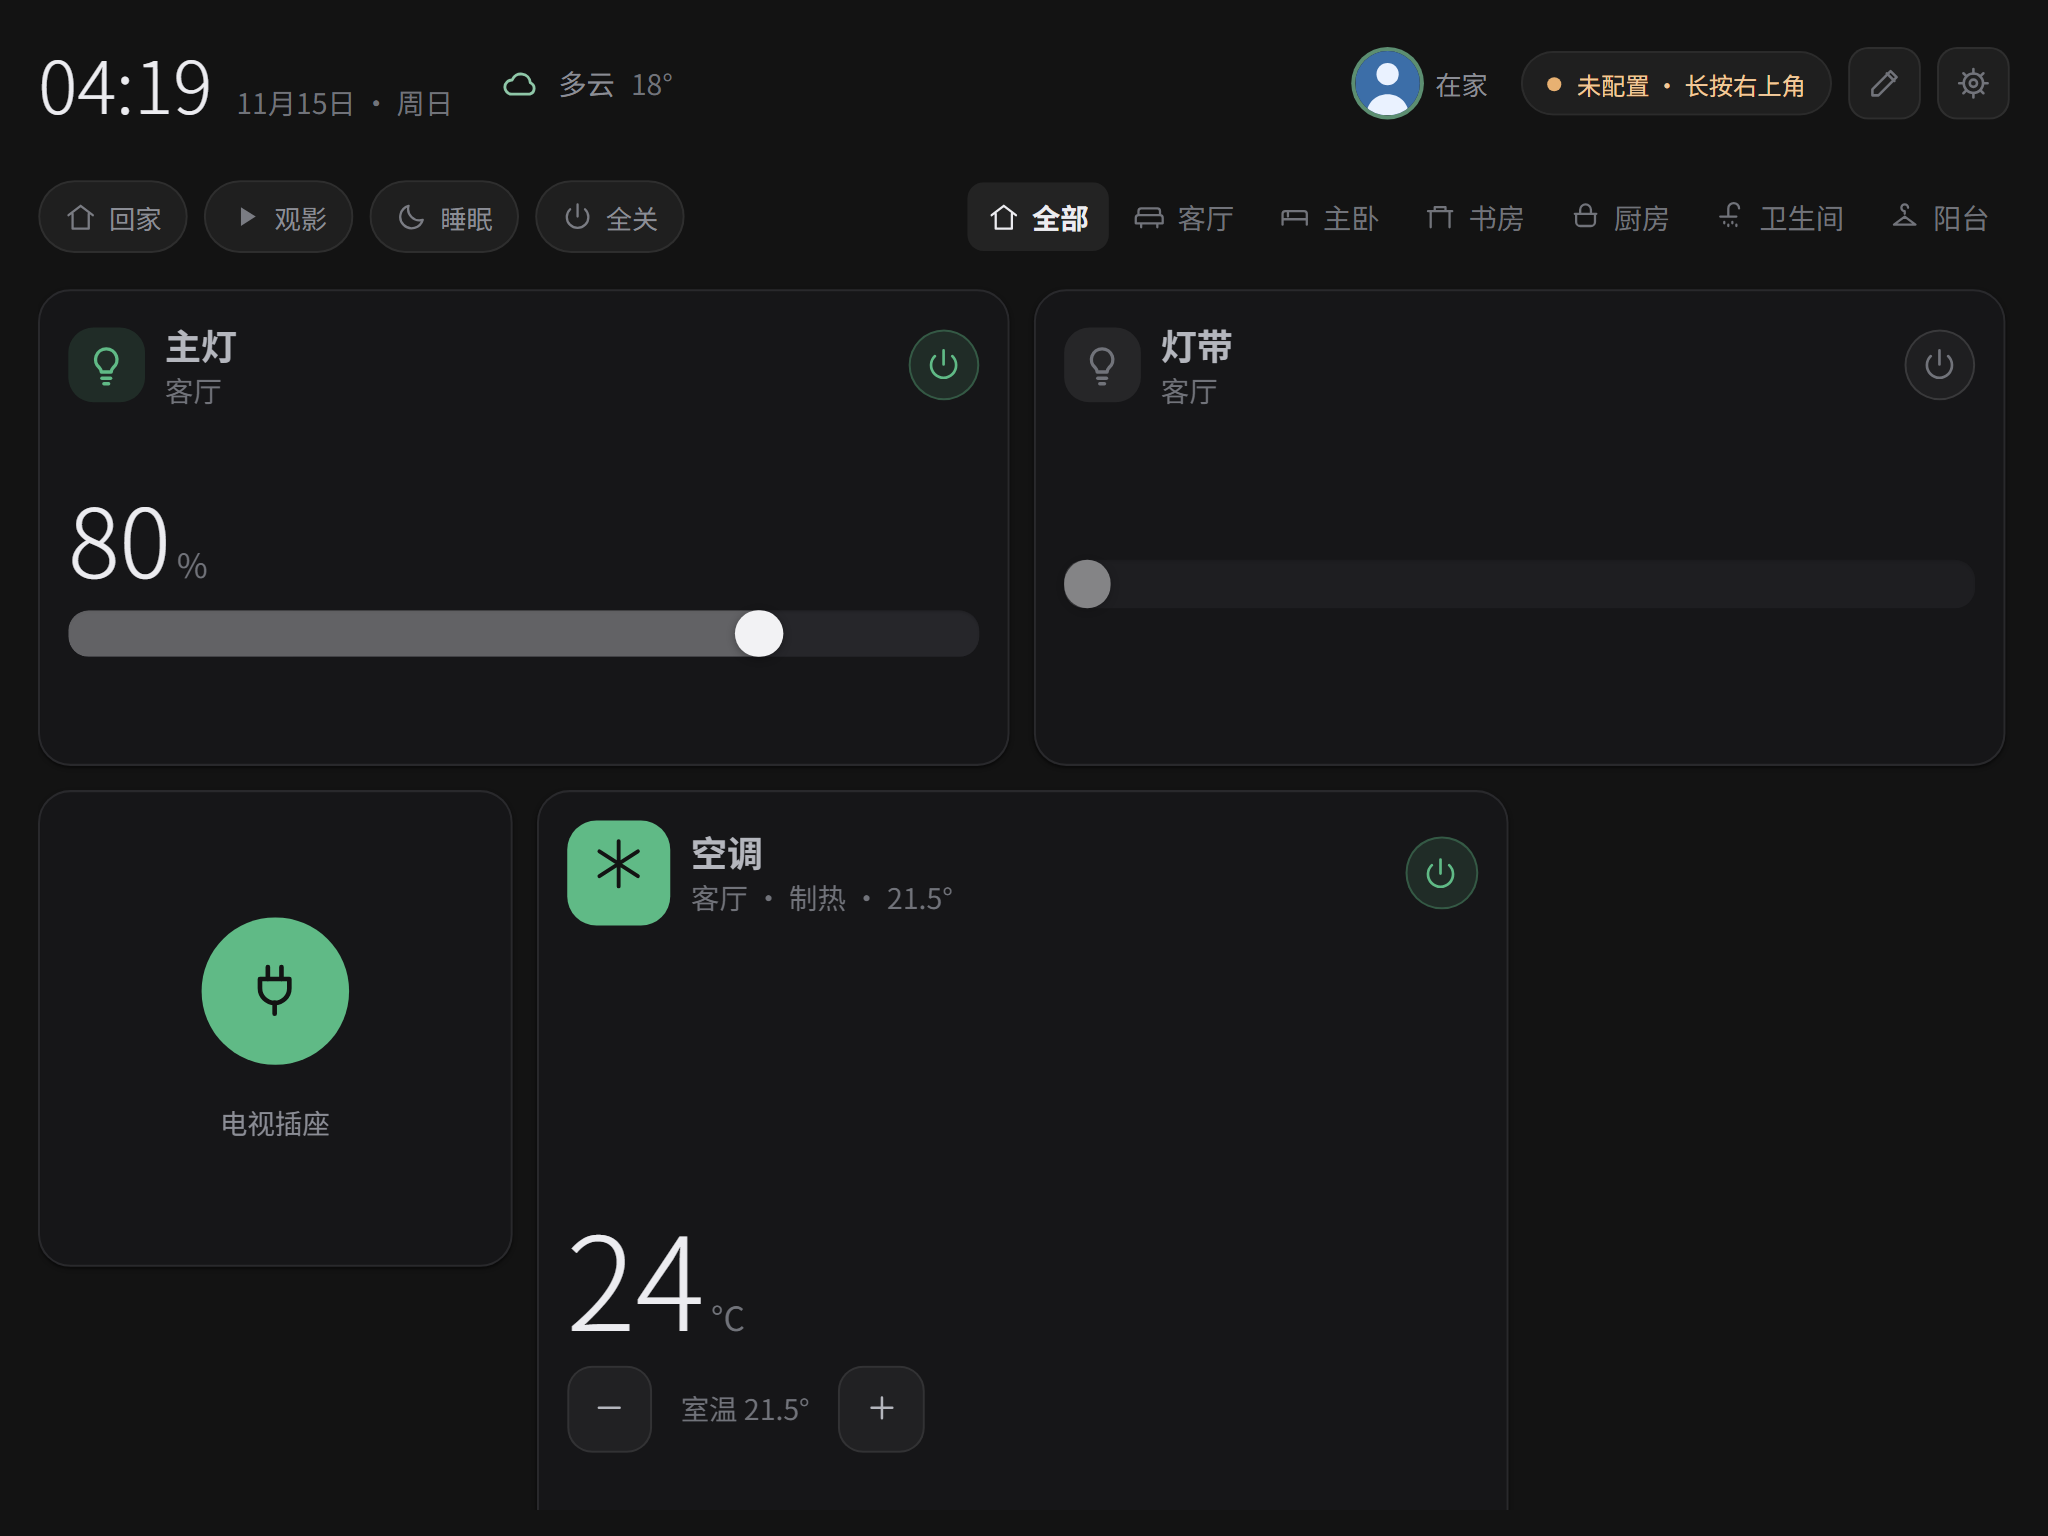 04:19 11月15日 · 周日 多云 18° 在家 未配置 · 长按右上角
回家 观影 睡眠 全关 全部 客厅 主卧 书房 厨房 卫生间 阳台
主灯
客厅
80 %
灯带
客厅
电视插座
空调
客厅 · 制热 · 21.5°
24 °C
− 室温 21.5° +